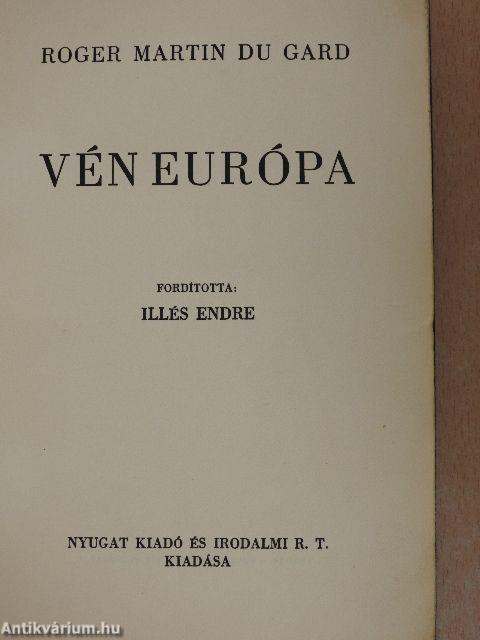 ROGER MARTIN DU GARD
VÉN EURÓPA
FORDÍTOTTA:
ILLÉS ENDRE
NYUGAT KIADÓ ÉS IRODALMI R. T.
KIADÁSA
Antikvárium.hu